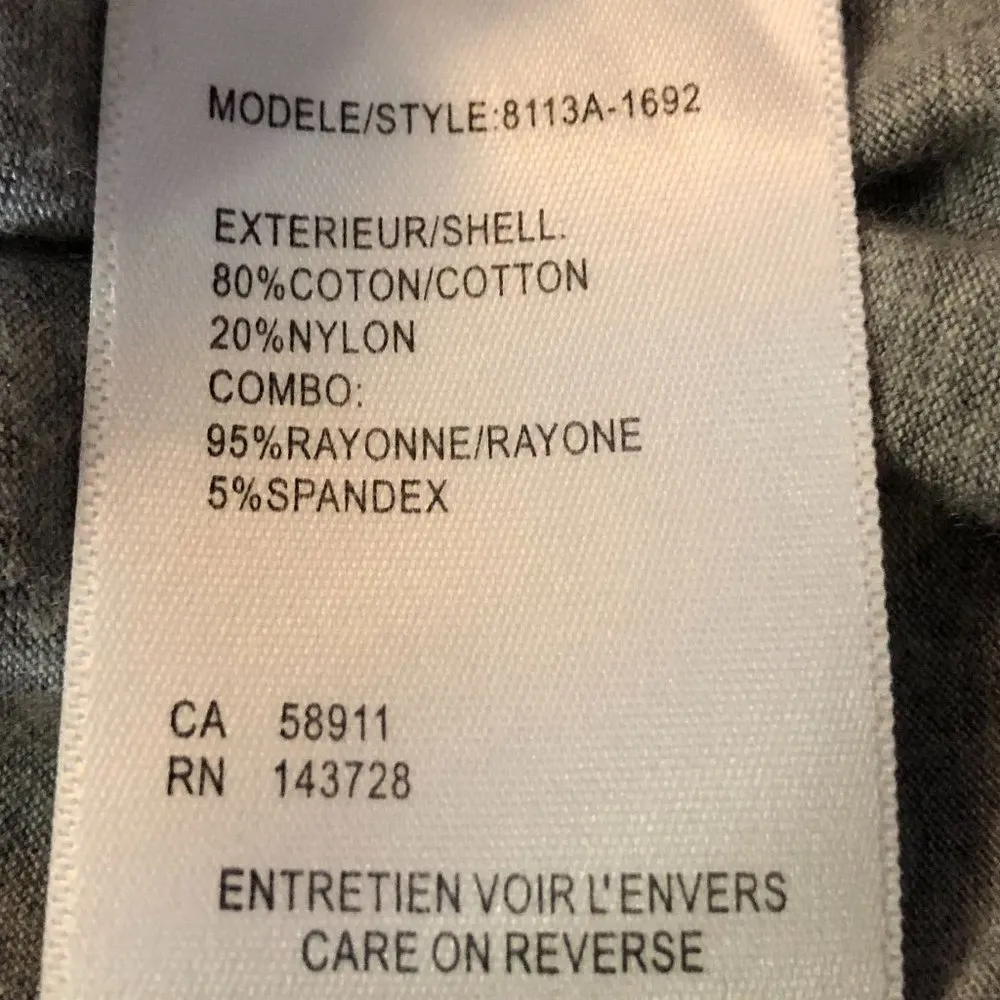 MODELE/STYLE:8113A-1692
EXTERIEUR/SHELL.
80%COTON/COTTON
20%NYLON
COMBO:
95%RAYONNE/RAYONE
5%SPANDEX
CA 58911
RN 143728
ENTRETIEN VOIR L'ENVERS
CARE ON REVERSE